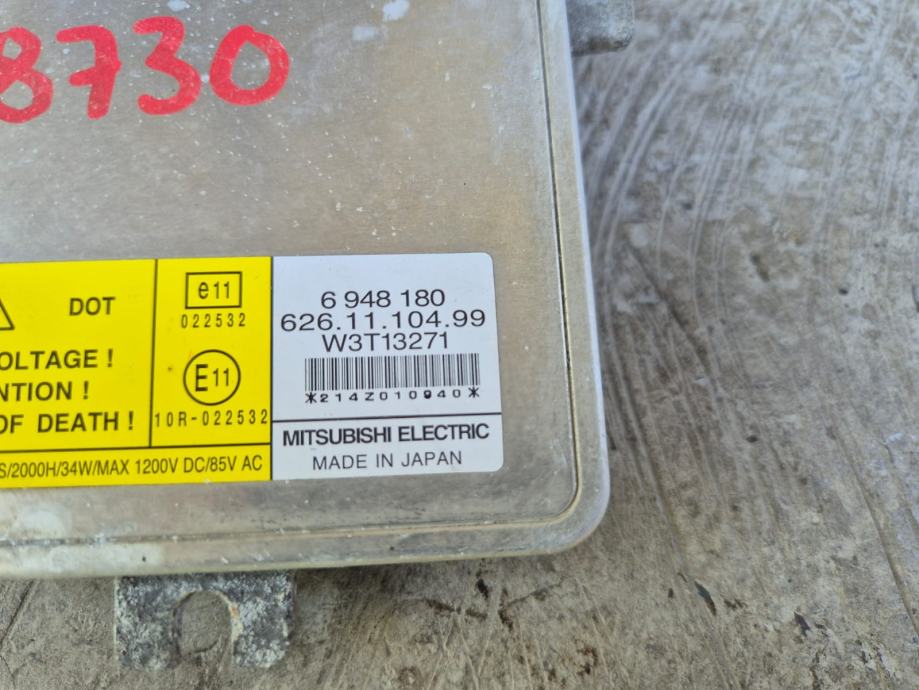 8730
DOT
OLTAGE !
NTION !
OF DEATH !
e11
022532
E11
10R-022532
S/2000H/34W/MAX 1200V DC/85V AC
6 948 180
626.11.104.99
W3T13271
*214Z010940*
MITSUBISHI ELECTRIC
MADE IN JAPAN